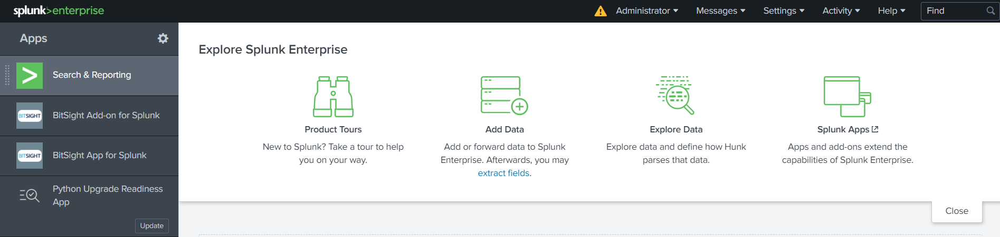 splunk>enterprise
Administrator
Messages
Settings
Activity
Help
Find
Apps
Search & Reporting
BITSIGHT
BitSight Add-on for Splunk
BITSIGHT
BitSight App for Splunk
Python Upgrade Readiness
App
Update
Explore Splunk Enterprise
Product Tours
New to Splunk? Take a tour to help
you on your way.
Add Data
Add or forward data to Splunk
Enterprise. Afterwards, you may
extract fields.
Explore Data
Explore data and define how Hunk
parses that data.
Splunk Apps
Apps and add-ons extend the
capabilities of Splunk Enterprise.
Close